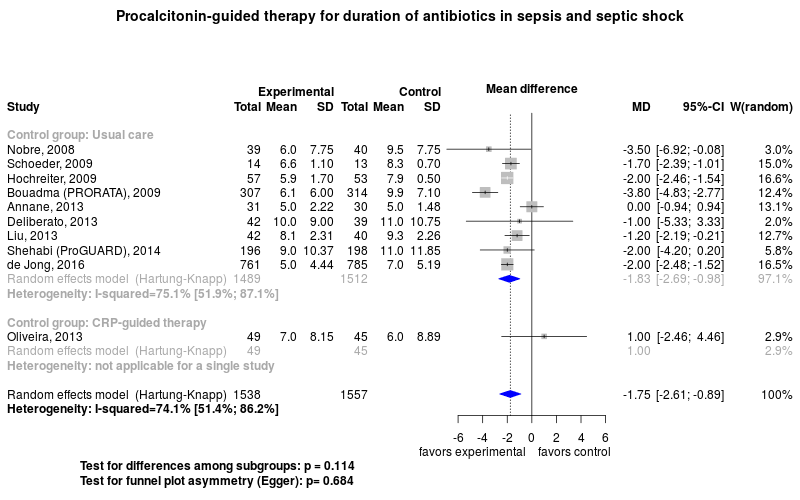 Procalcitonin-guided therapy for duration of antibiotics in sepsis and septic shock
Experimental Control Mean difference
Study Total Mean SD Total Mean SD MD 95%-CI W(random)
Control group: Usual care
Nobre, 2008 39 6.0 7.75 40 9.5 7.75 -3.50 [-6.92; -0.08] 3.0%
Schoeder, 2009 14 6.6 1.10 13 8.3 0.70 -1.70 [-2.39; -1.01] 15.0%
Hochreiter, 2009 57 5.9 1.70 53 7.9 0.50 -2.00 [-2.46; -1.54] 16.6%
Bouadma (PRORATA), 2009 307 6.1 6.00 314 9.9 7.10 -3.80 [-4.83; -2.77] 12.4%
Annane, 2013 31 5.0 2.22 30 5.0 1.48 0.00 [-0.94; 0.94] 13.1%
Deliberato, 2013 42 10.0 9.00 39 11.0 10.75 -1.00 [-5.33; 3.33] 2.0%
Liu, 2013 42 8.1 2.31 40 9.3 2.26 -1.20 [-2.19; -0.21] 12.7%
Shehabi (ProGUARD), 2014 196 9.0 10.37 198 11.0 11.85 -2.00 [-4.20; 0.20] 5.8%
de Jong, 2016 761 5.0 4.44 785 7.0 5.19 -2.00 [-2.48; -1.52] 16.5%
Random effects model (Hartung-Knapp) 1489 1512 -1.83 [-2.69; -0.98] 97.1%
Heterogeneity: I-squared=75.1% [51.9%; 87.1%]
Control group: CRP-guided therapy
Oliveira, 2013 49 7.0 8.15 45 6.0 8.89 1.00 [-2.46; 4.46] 2.9%
Random effects model (Hartung-Knapp) 49 45 1.00 2.9%
Heterogeneity: not applicable for a single study
Random effects model (Hartung-Knapp) 1538 1557 -1.75 [-2.61; -0.89] 100%
Heterogeneity: I-squared=74.1% [51.4%; 86.2%]
-6 -4 -2 0 2 4 6
favors experimental favors control
Test for differences among subgroups: p = 0.114
Test for funnel plot asymmetry (Egger): p= 0.684